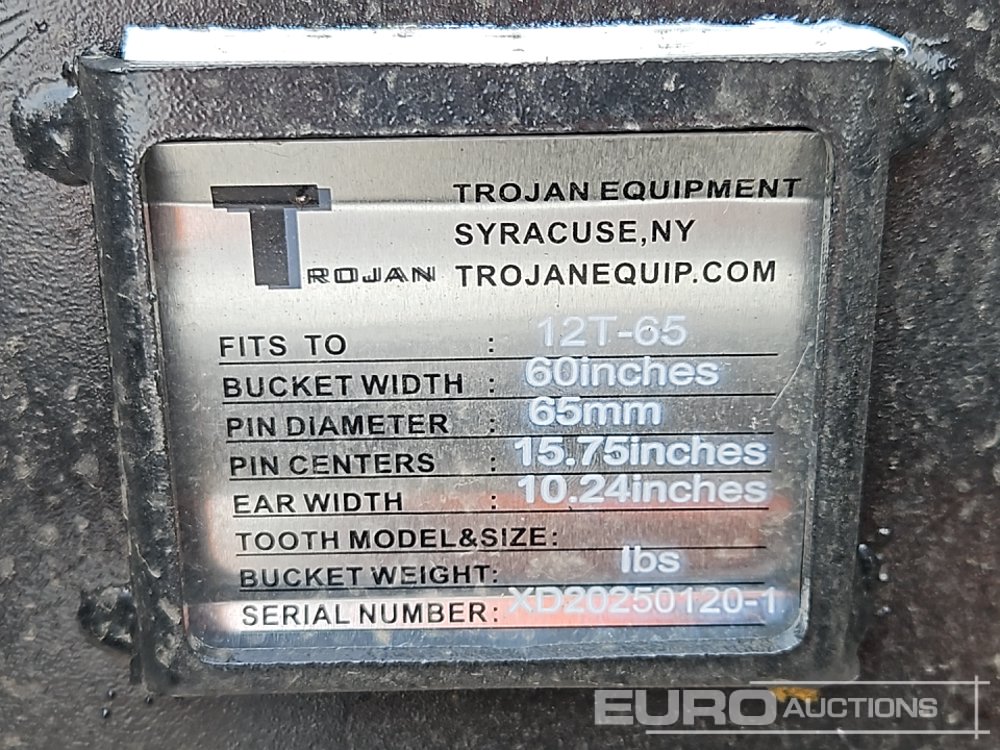 TROJAN
TROJAN EQUIPMENT
SYRACUSE,NY
TROJANEQUIP.COM
FITS TO : 12T-65
BUCKET WIDTH : 60inches
PIN DIAMETER : 65mm
PIN CENTERS : 15.75inches
EAR WIDTH : 10.24inches
TOOTH MODEL&SIZE:
BUCKET WEIGHT: lbs
SERIAL NUMBER: XD20250120-1
EURO AUCTIONS